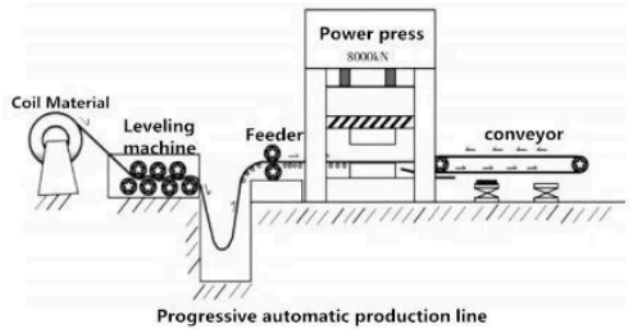 Power press
8000kN
Coil Material
Leveling
machine
Feeder
conveyor
Progressive automatic production line